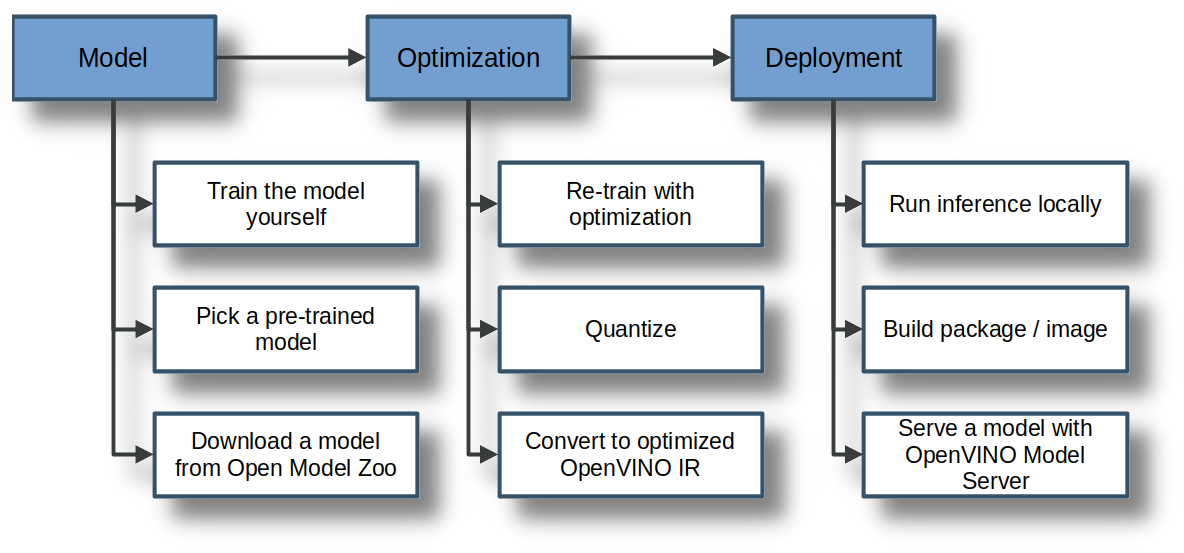 Model
Optimization
Deployment
Train the model
yourself
Re-train with
optimization
Run inference locally
Pick a pre-trained
model
Quantize
Build package / image
Download a model
from Open Model Zoo
Convert to optimized
OpenVINO IR
Serve a model with
OpenVINO Model
Server